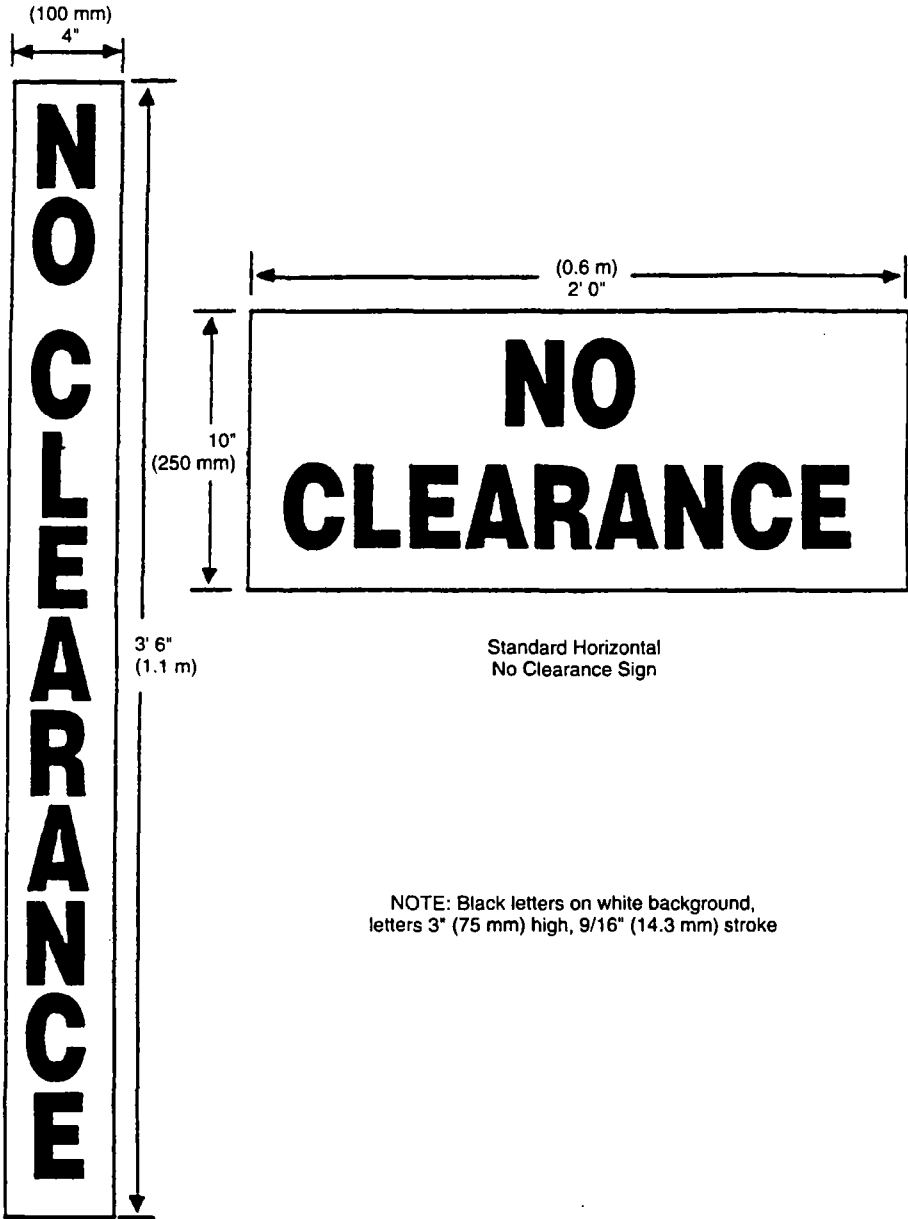 (100 mm)
4"
NO CLEARANCE
3' 6"
(1.1 m)
(0.6 m)
2' 0"
10"
(250 mm)
NO
CLEARANCE
Standard Horizontal
No Clearance Sign
NOTE: Black letters on white background,
letters 3" (75 mm) high, 9/16" (14.3 mm) stroke